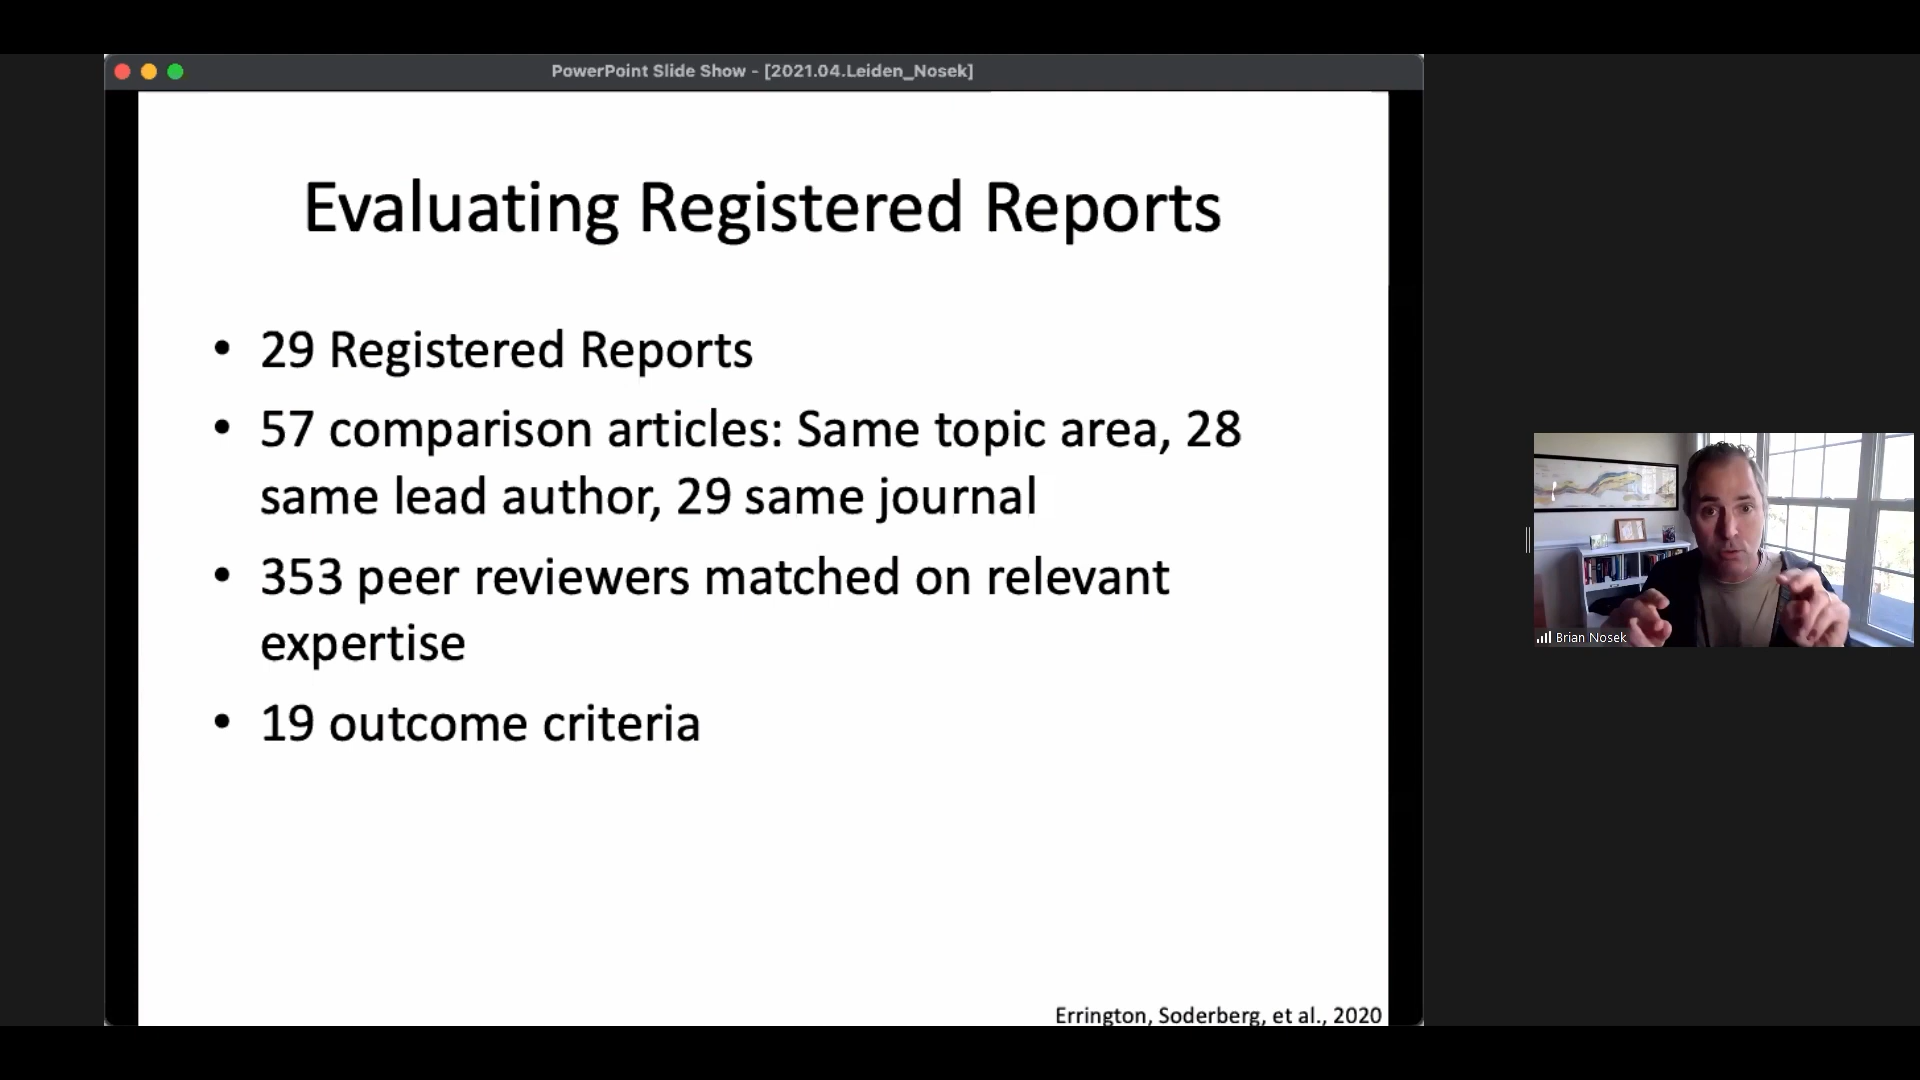 PowerPoint Slide Show - [2021.04.Leiden_Nosek]
Evaluating Registered Reports
• 29 Registered Reports
• 57 comparison articles: Same topic area, 28
same lead author, 29 same journal
• 353 peer reviewers matched on relevant
expertise
• 19 outcome criteria
Errington, Soderberg, et al., 2020
Brian Nosek